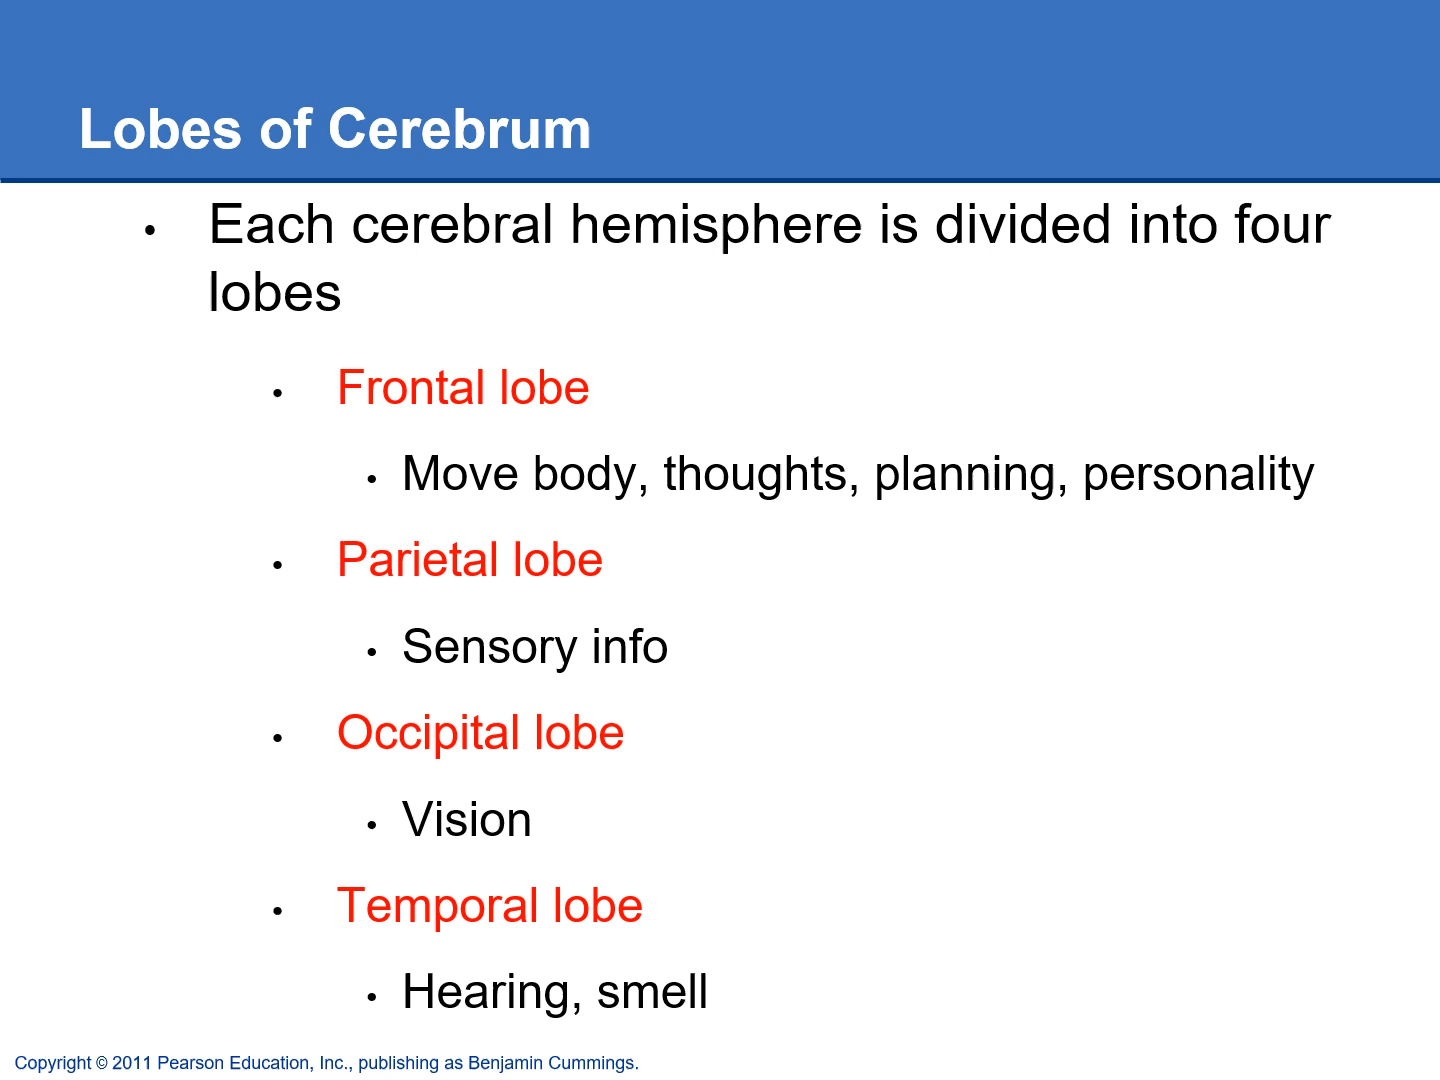 Lobes of Cerebrum
• Each cerebral hemisphere is divided into four
lobes
• Frontal lobe
• Move body, thoughts, planning, personality
• Parietal lobe
• Sensory info
• Occipital lobe
• Vision
• Temporal lobe
• Hearing, smell
Copyright © 2011 Pearson Education, Inc., publishing as Benjamin Cummings.